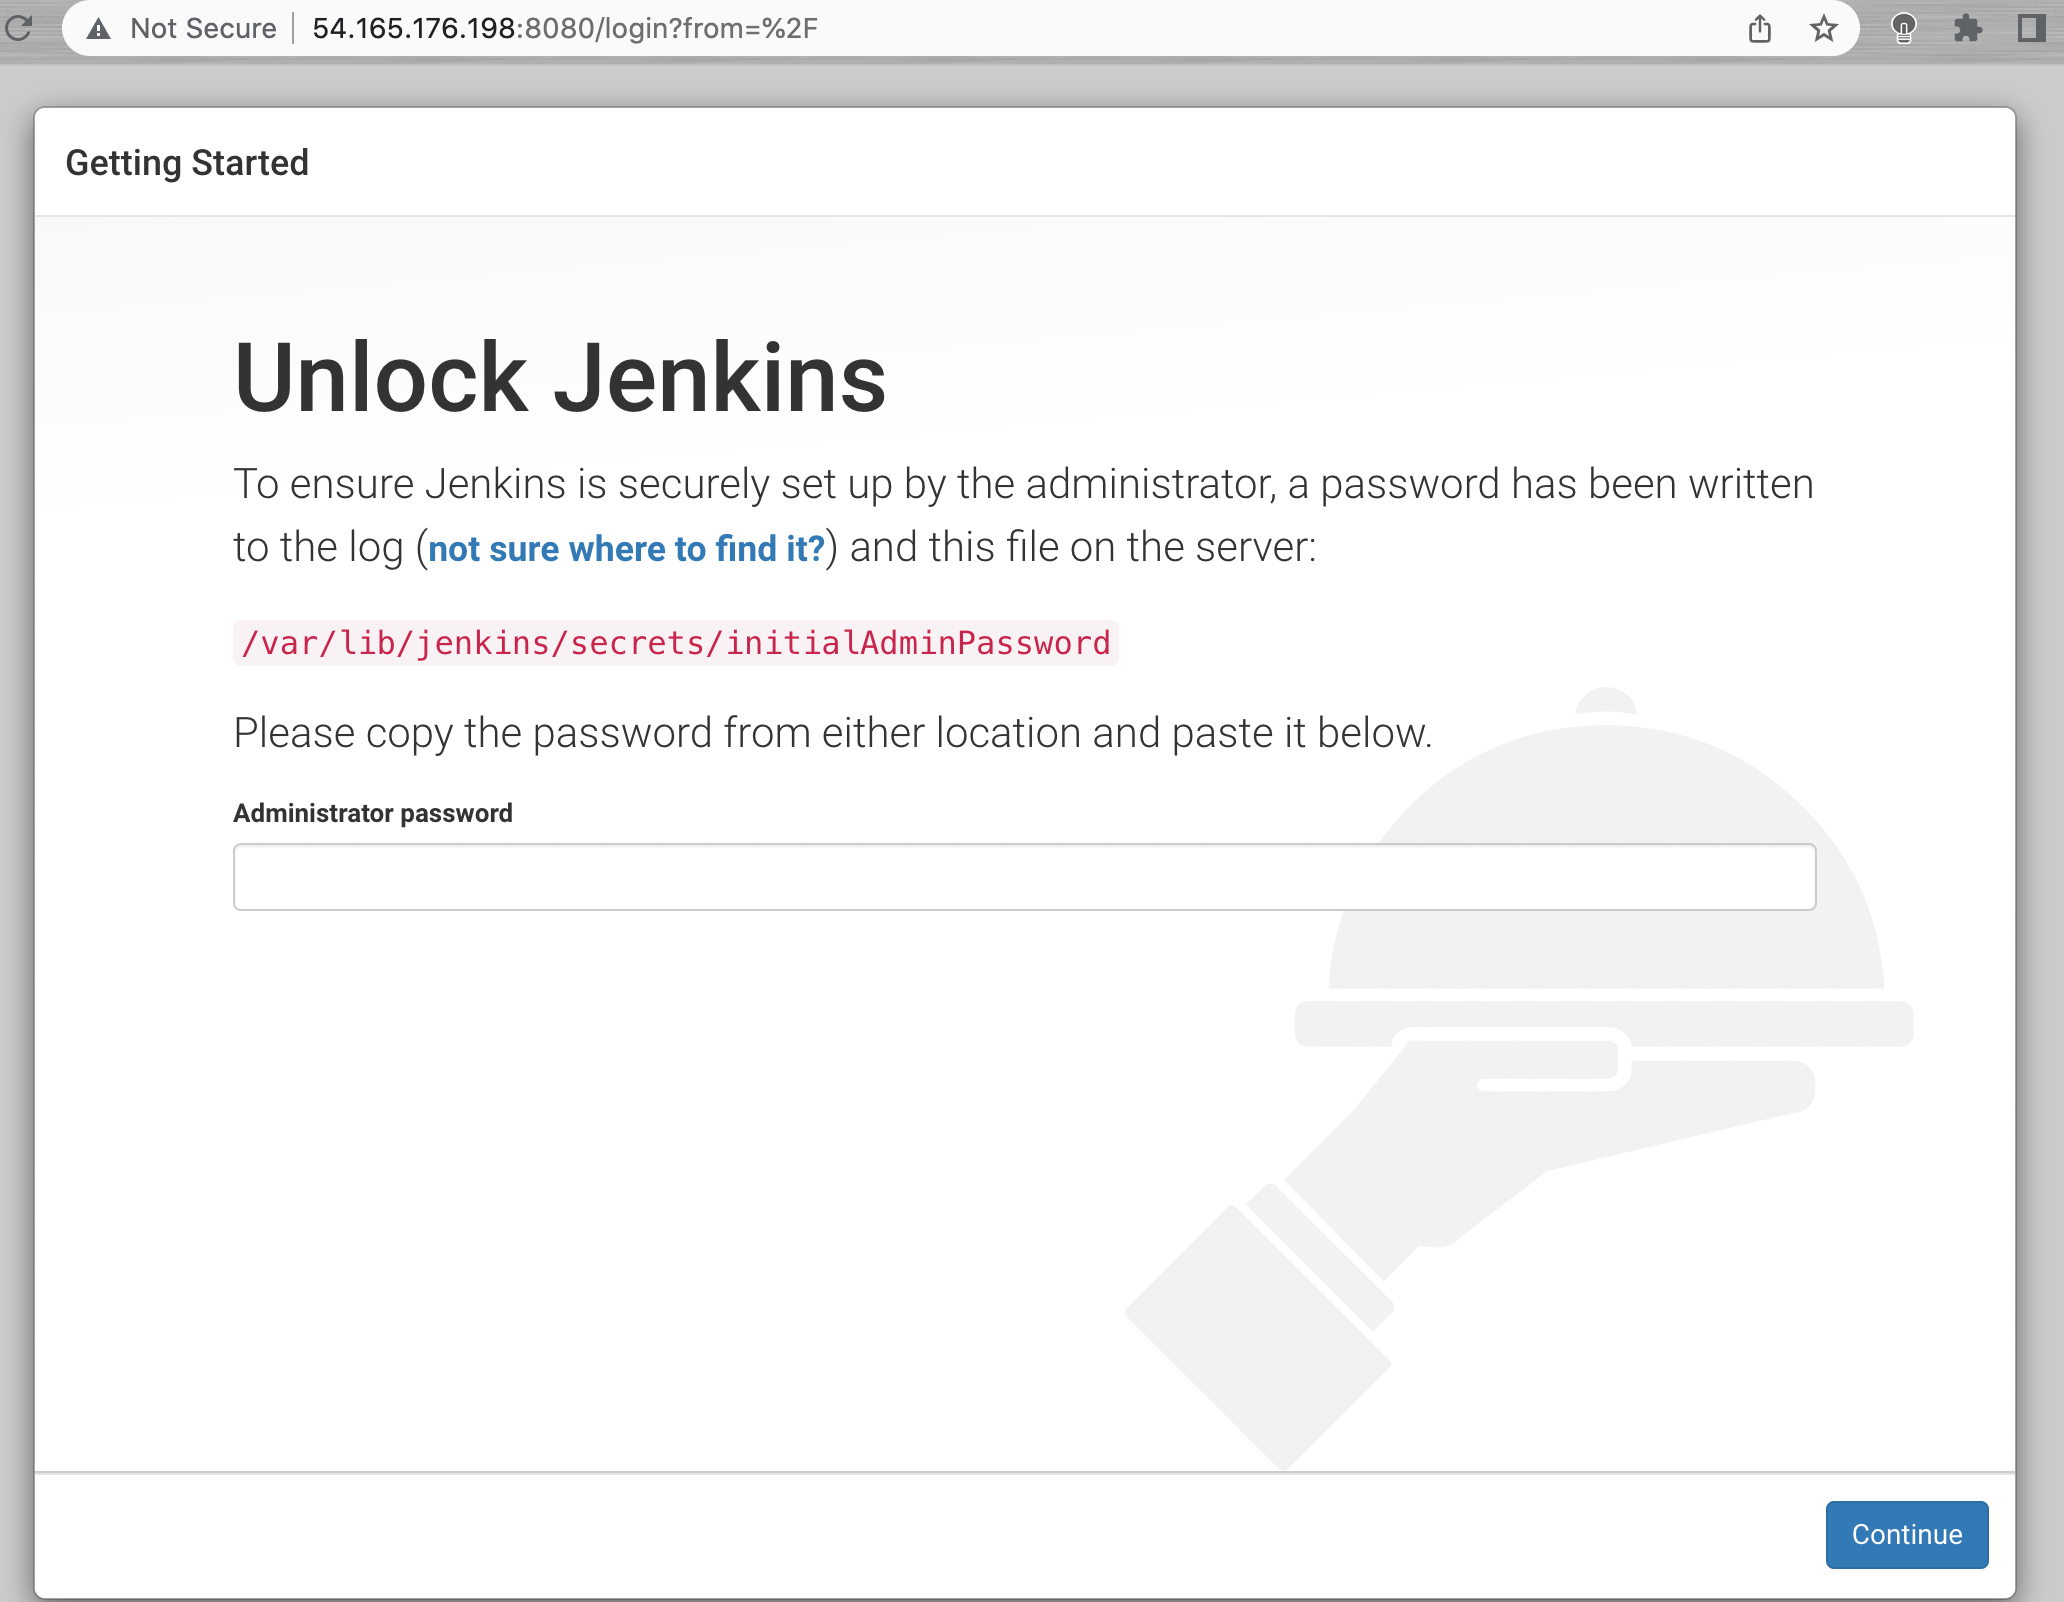 Not Secure | 54.165.176.198:8080/login?from=%2F
Getting Started
Unlock Jenkins
To ensure Jenkins is securely set up by the administrator, a password has been written
to the log (not sure where to find it?) and this file on the server:
/var/lib/jenkins/secrets/initialAdminPassword
Please copy the password from either location and paste it below.
Administrator password
Continue